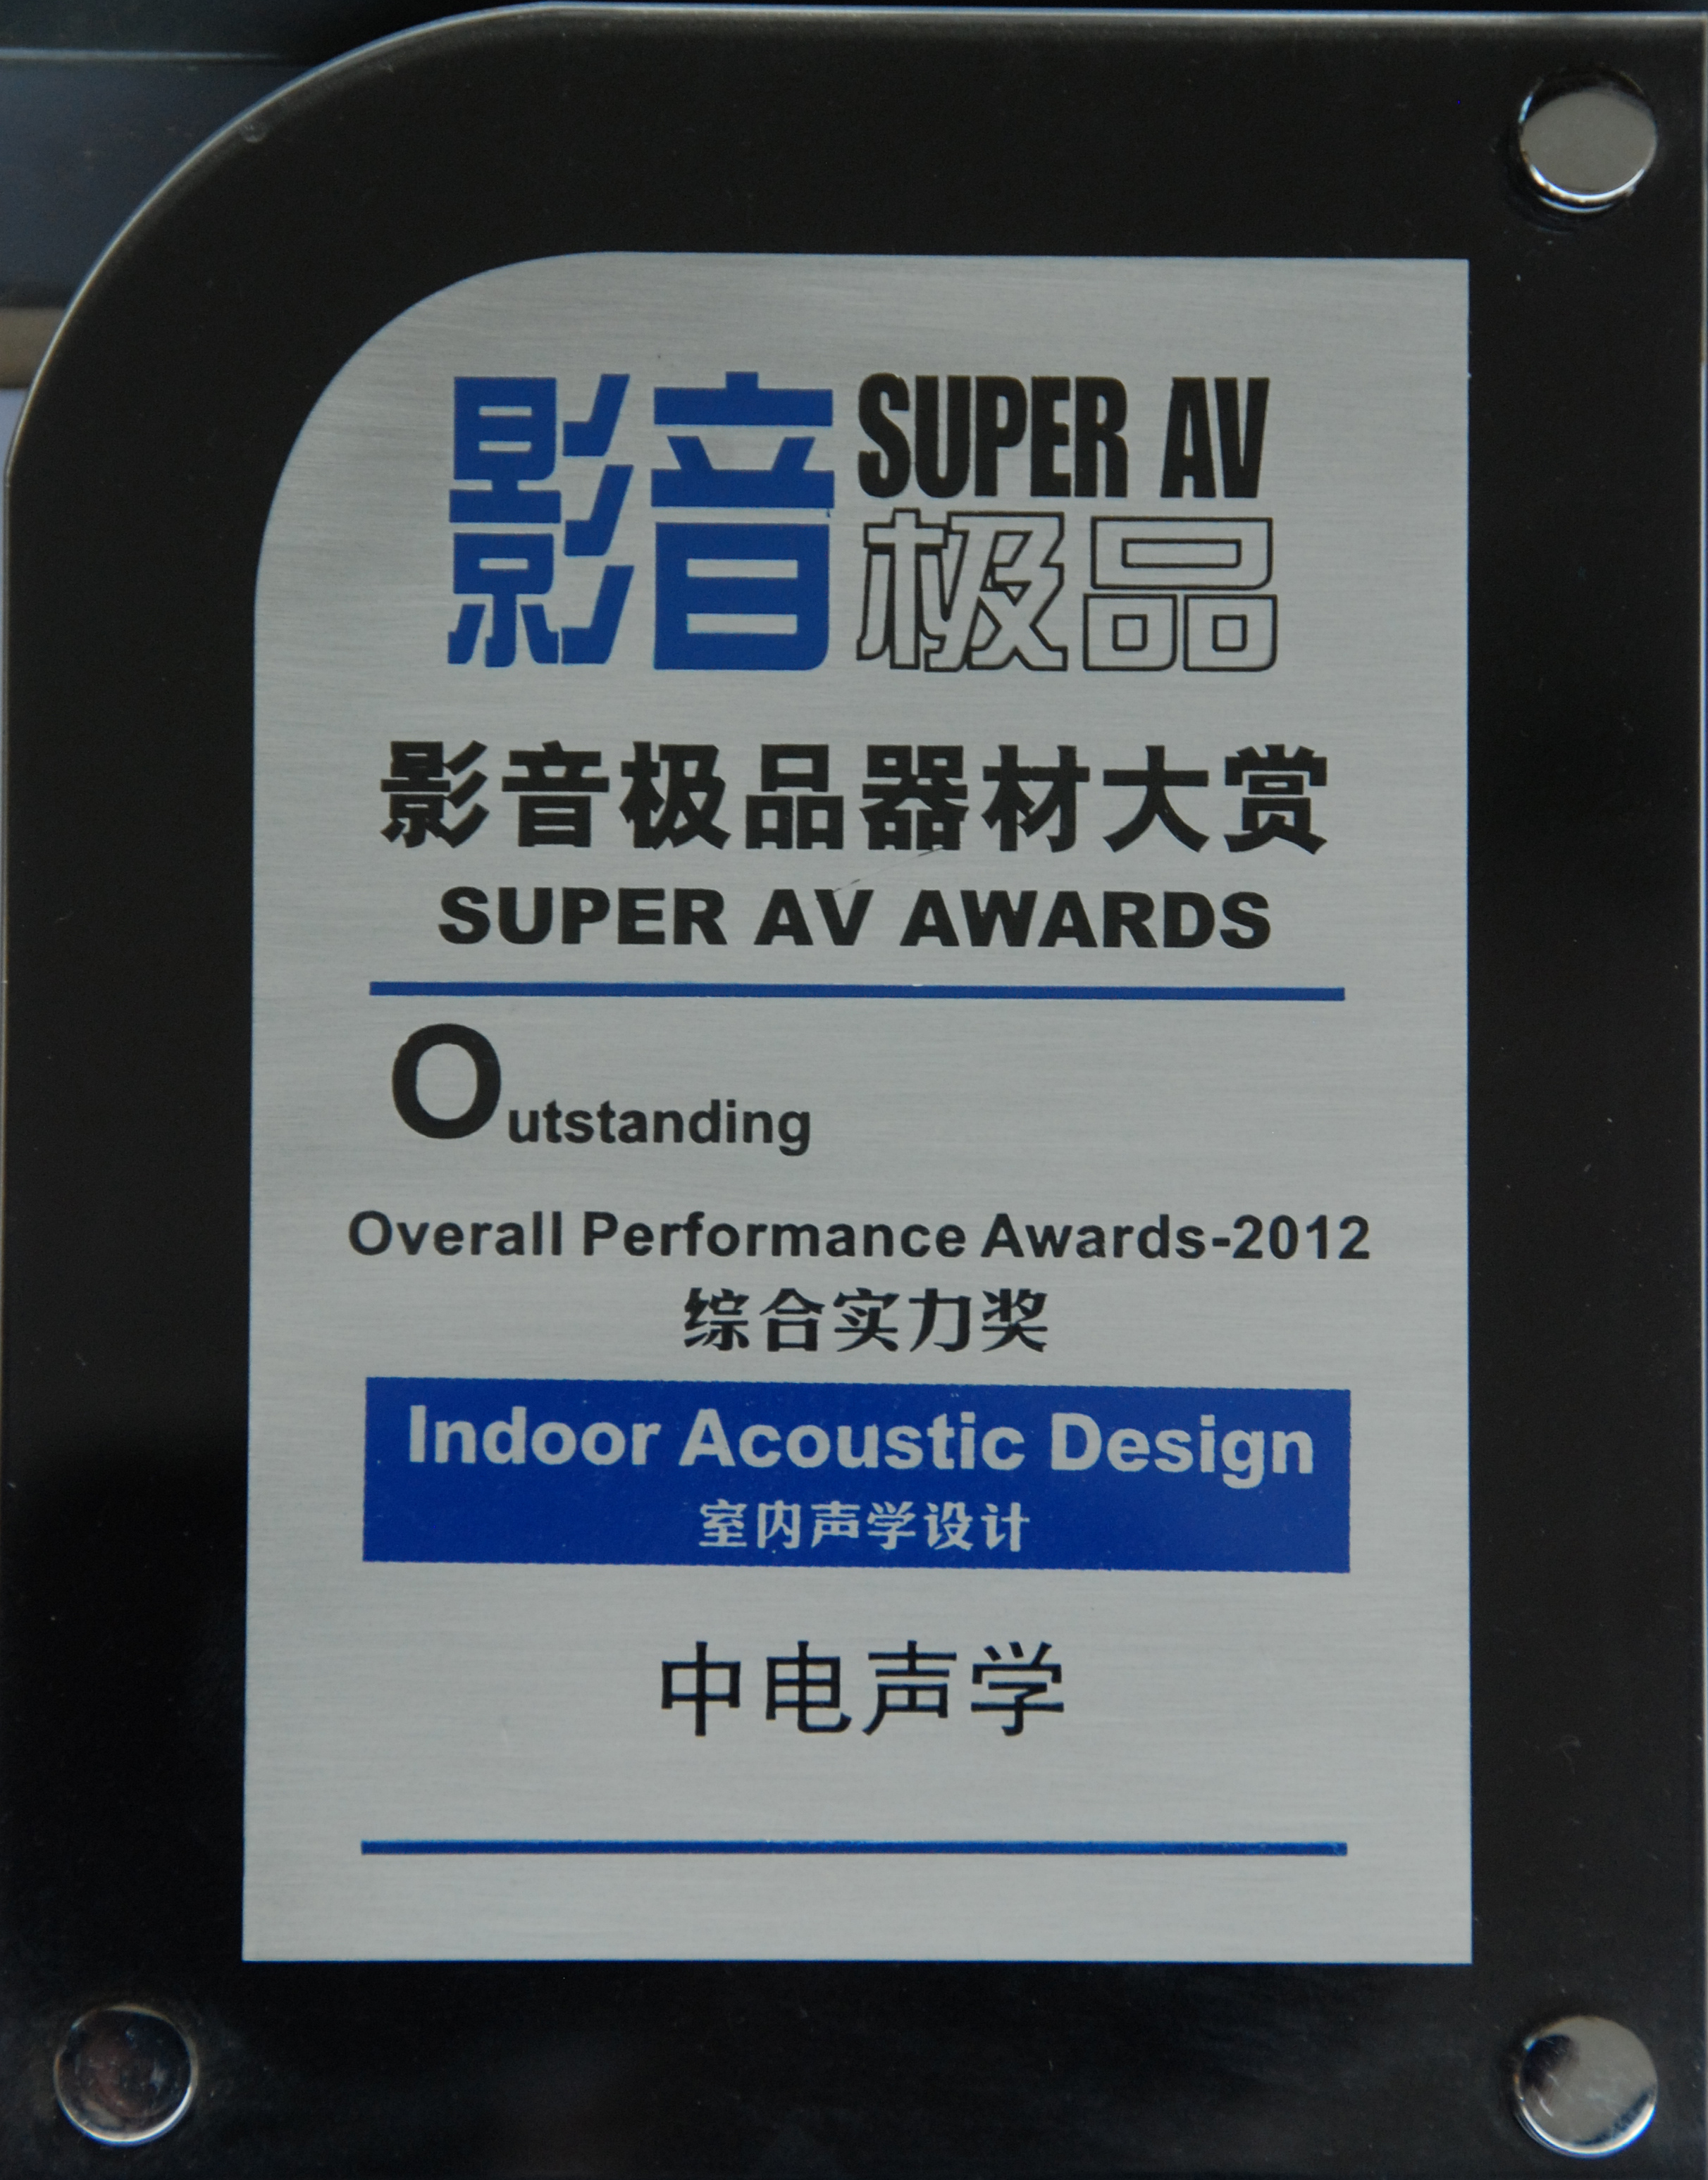 影音 SUPER AV
极品
影音极品器材大赏
SUPER AV AWARDS
Outstanding
Overall Performance Awards-2012
综合实力奖
Indoor Acoustic Design
室内声学设计
中电声学